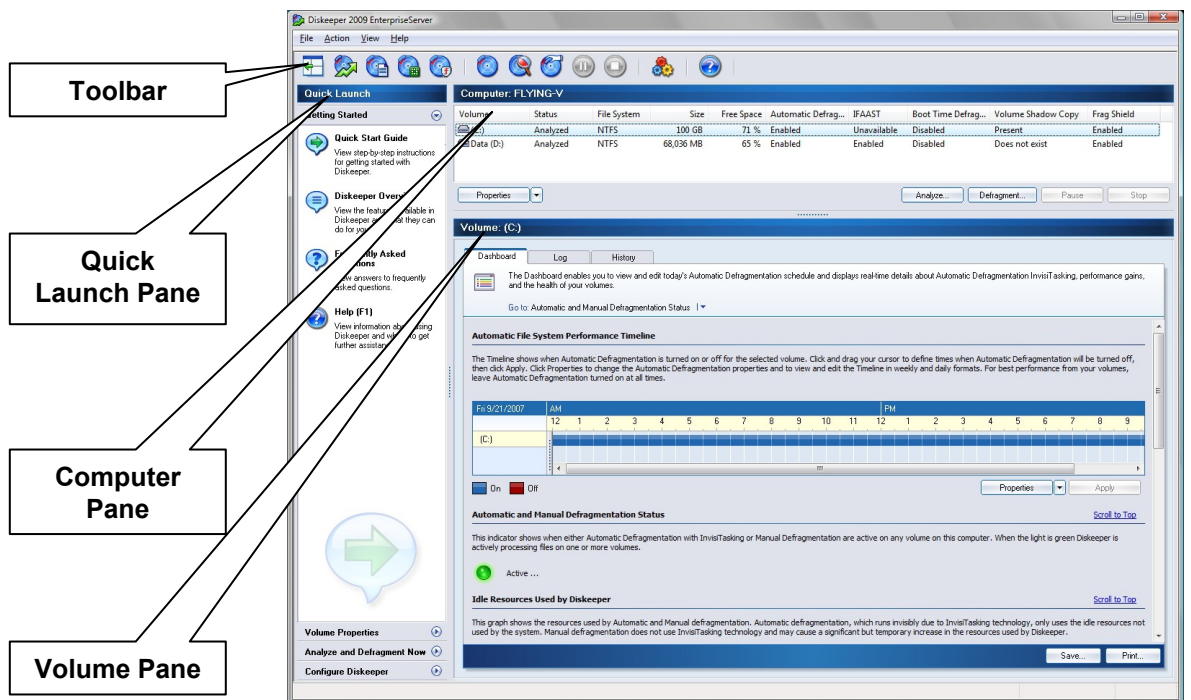 Diskeeper 2009 EnterpriseServer
File Action View Help
Toolbar
Quick
Launch Pane
Computer
Pane
Volume Pane
Quick Launch
Getting Started
Quick Start Guide
View step-by-step instructions
for getting started with
Diskeeper.
Diskeeper
View the
Diskeeper
do for
Asked
answers to frequently
asked questions.
Help (F1)
View information
Diskeeper and
further
Volume Properties
Analyze and Defragment Now
Configure Diskeeper
Computer: FLYING-V
Volume Status File System Size Free Space Automatic Defrag... IFAAST Boot Time Defrag... Volume Shadow Copy Frag Shield
Analyzed NTFS 100 GB 71 % Enabled Unavailable Disabled Present Enabled
Data (D:) Analyzed NTFS 68,036 MB 65 % Enabled Enabled Disabled Does not exist Enabled
Properties Analyze... Defragment... Pause Stop
Volume: (C:)
Dashboard Log History
The Dashboard enables you to view and edit today's Automatic Defragmentation schedule and displays real-time details about Automatic Defragmentation InvisiTasking, performance gains,
and the health of your volumes.
Go to: Automatic and Manual Defragmentation Status
Automatic File System Performance Timeline
The Timeline shows when Automatic Defragmentation is turned on or off for the selected volume. Click and drag your cursor to define times when Automatic Defragmentation will be turned off,
then click Apply. Click Properties to change the Automatic Defragmentation properties and to view and edit the Timeline in weekly and daily formats. For best performance from your volumes,
leave Automatic Defragmentation turned on at all times.
Fri 9/21/2007 AM PM
12 1 2 3 4 5 6 7 8 9 10 11 12 1 2 3 4 5 6 7 8 9
(C:)
On Off Properties Apply
Automatic and Manual Defragmentation Status Scroll to Top
This indicator shows when either Automatic Defragmentation with InvisiTasking or Manual Defragmentation are active on any volume on this computer. When the light is green Diskeeper is
actively processing files on one or more volumes.
Active ...
Idle Resources Used by Diskeeper Scroll to Top
This graph shows the resources used by Automatic and Manual defragmentation. Automatic defragmentation, which runs invisibly due to InvisiTasking technology, only uses the idle resources not
used by the system. Manual defragmentation does not use InvisiTasking technology and may cause a significant but temporary increase in the resources used by Diskeeper.
Save... Print...